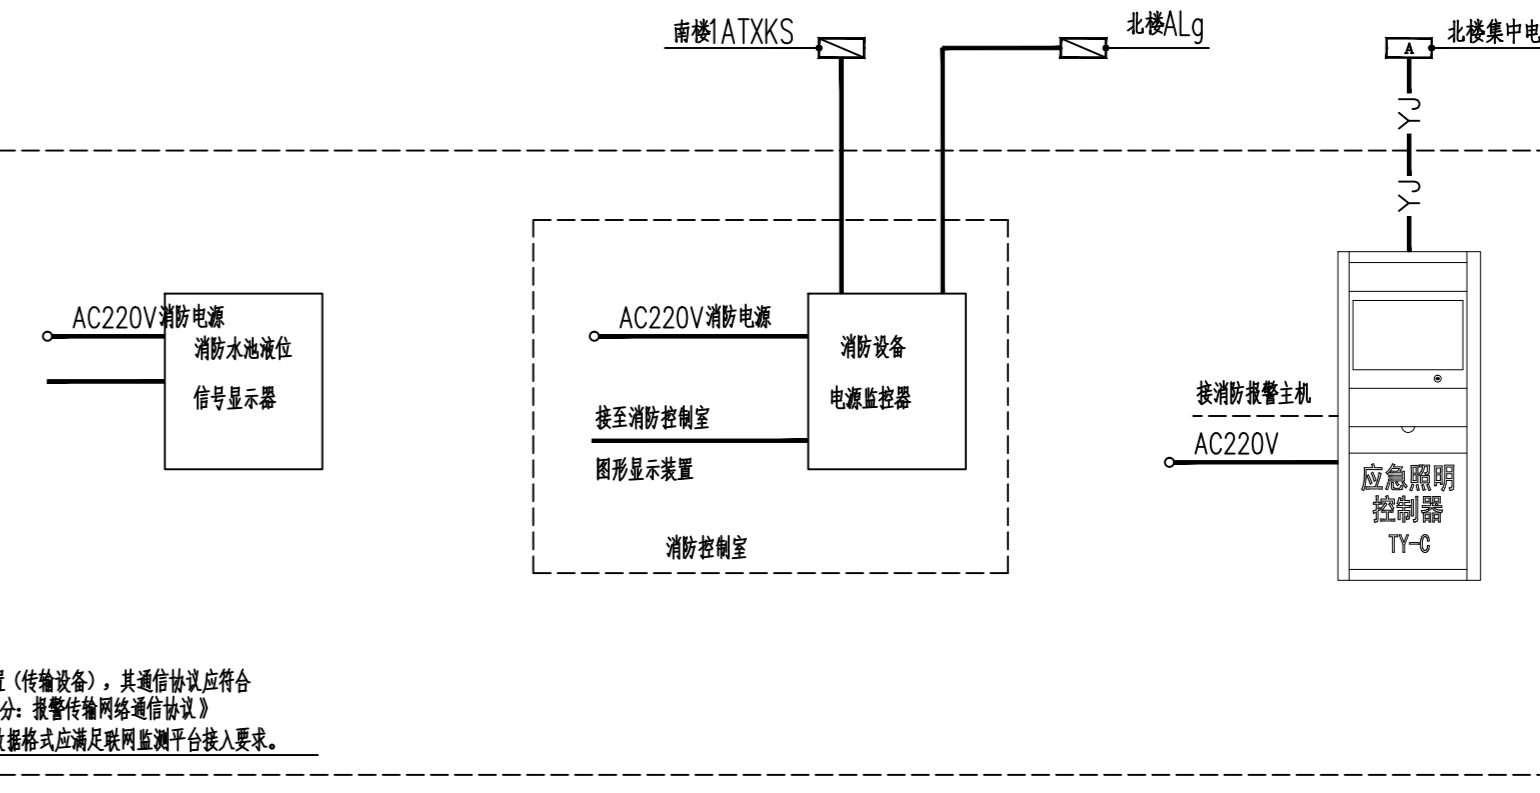 南楼1ATXKS
北楼ALg
A
北楼集中电
YJ
YJ
AC220V消防电源
消防水池液位
信号显示器
AC220V消防电源
消防设备
电源监控器
接至消防控制室
图形显示装置
消防控制室
接消防报警主机
AC220V
应急照明
控制器
TY-C
置（传输设备），其通信协议应符合
分：报警传输网络通信协议》
数据格式应满足联网监测平台接入要求。